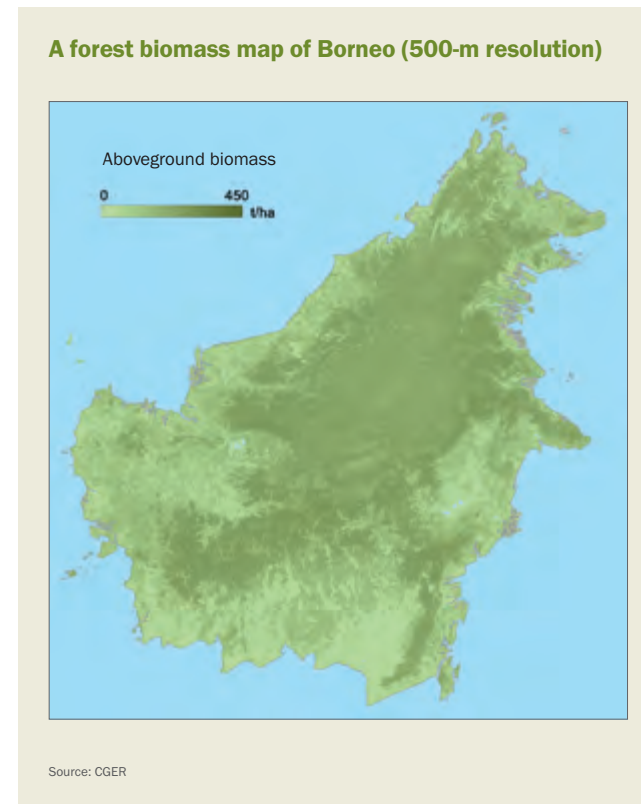 A forest biomass map of Borneo (500-m resolution)
Aboveground biomass
0 450
t/ha
Source: CGER